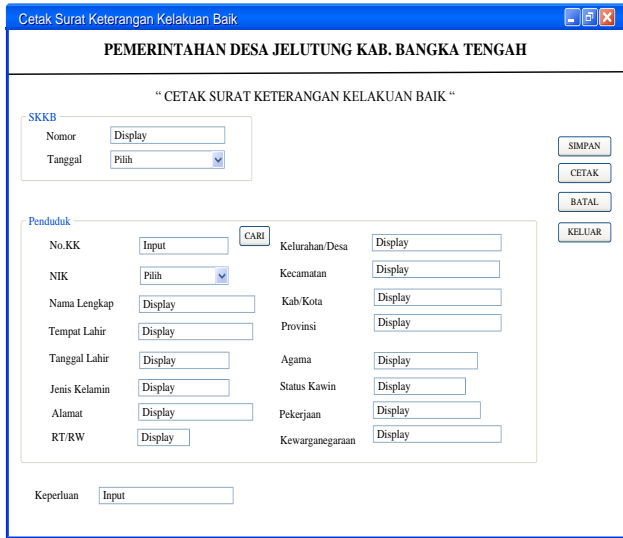 Cetak Surat Keterangan Kelakuan Baik
PEMERINTAHAN DESA JELUTUNG KAB. BANGKA TENGAH
“ CETAK SURAT KETERANGAN KELAKUAN BAIK “
SKKB
Nomor Display
Tanggal Pilih
SIMPAN
CETAK
BATAL
KELUAR
Penduduk
No.KK Input CARI
NIK Pilih
Nama Lengkap Display
Tempat Lahir Display
Tanggal Lahir Display
Jenis Kelamin Display
Alamat Display
RT/RW Display
Kelurahan/Desa Display
Kecamatan Display
Kab/Kota Display
Provinsi Display
Agama Display
Status Kawin Display
Pekerjaan Display
Kewarganegaraan Display
Keperluan Input